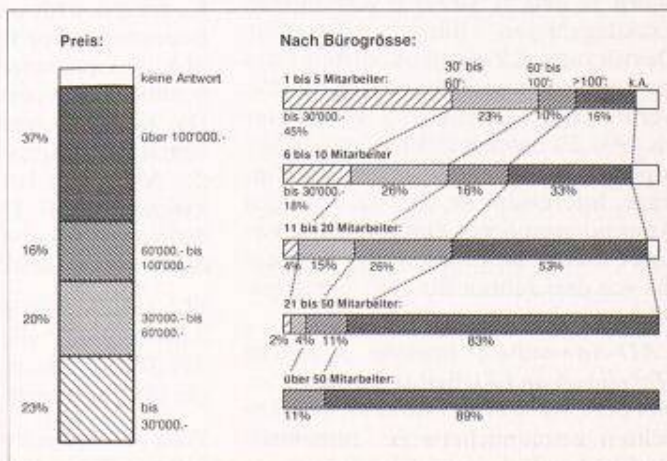 Preis:
keine Antwort
37%
über 100'000.-
16%
60'000.- bis
100'000.-
20%
30'000.- bis
60'000.-
23%
bis
30'000.-
Nach Bürogrösse:
1 bis 5 Mitarbeiter:
30' bis
60':
60' bis
100':
>100':
k.A.
bis 30'000.-
45%
23%
10%
16%
6 bis 10 Mitarbeiter
bis 30'000.-
18%
26%
16%
33%
11 bis 20 Mitarbeiter:
4%
15%
26%
53%
21 bis 50 Mitarbeiter:
2%
4%
11%
83%
über 50 Mitarbeiter:
11%
89%